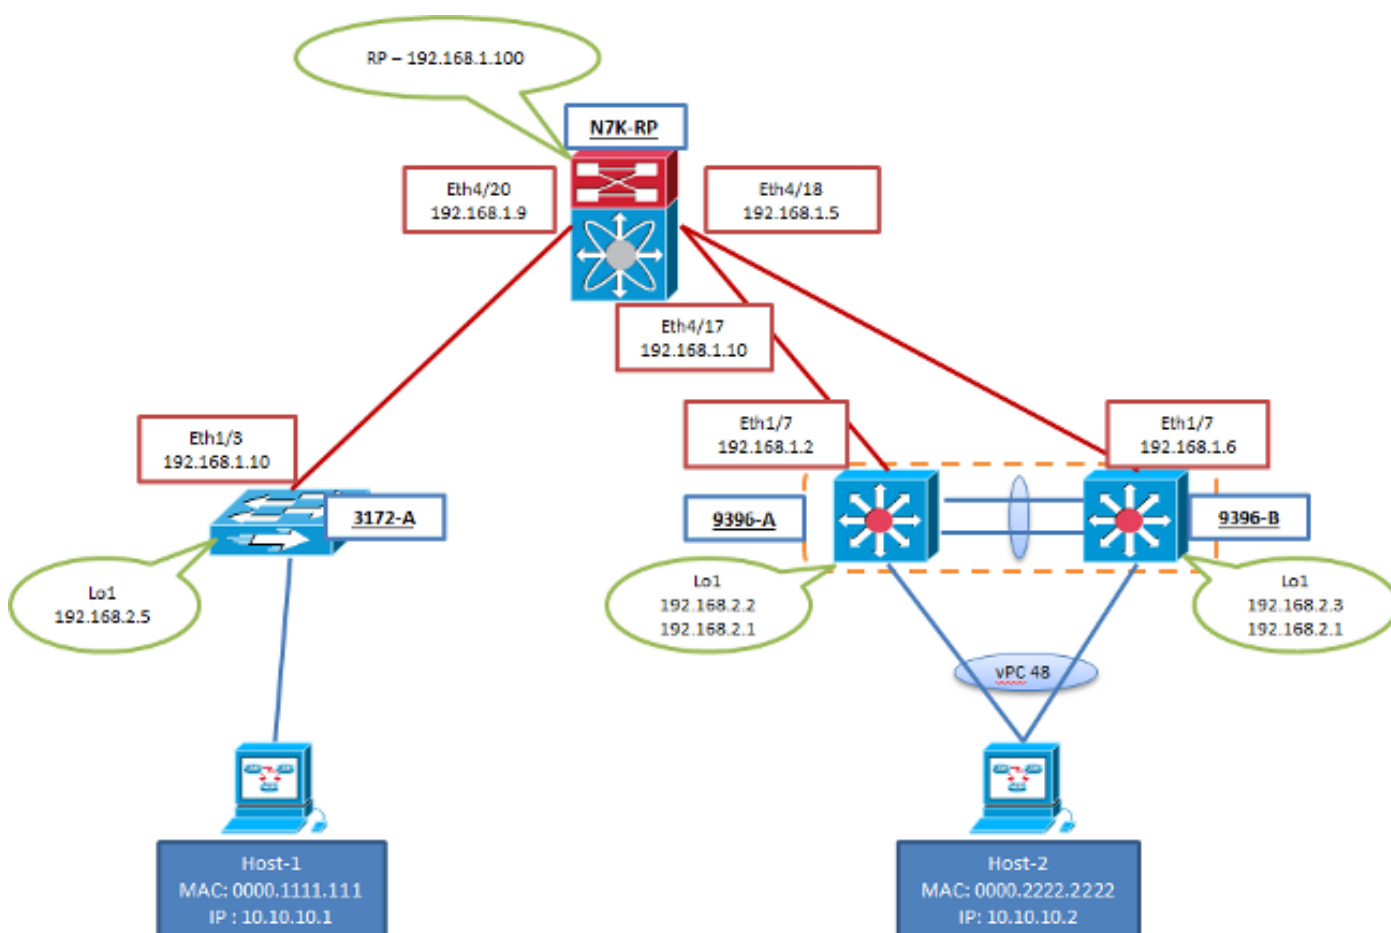 RP – 192.168.1.100
N7K-RP
Eth4/20
192.168.1.9
Eth4/18
192.168.1.5
Eth4/17
192.168.1.10
Eth1/3
192.168.1.10
Eth1/7
192.168.1.2
Eth1/7
192.168.1.6
3172-A
9396-A
9396-B
Lo1
192.168.2.5
Lo1
192.168.2.2
192.168.2.1
Lo1
192.168.2.3
192.168.2.1
vPC 48
Host-1
MAC: 0000.1111.111
IP : 10.10.10.1
Host-2
MAC: 0000.2222.2222
IP: 10.10.10.2